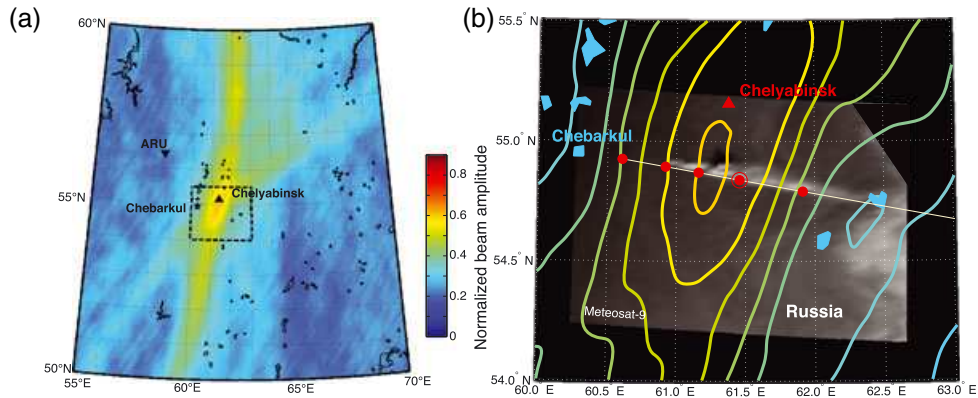 (a)
60°N
55°N
50°N
55°E
60°E
65°E
70°E
ARU
Chebarkul
Chelyabinsk
0.8
0.6
0.4
0.2
0
Normalized beam amplitude
(b)
55.5° N
55.0° N
54.5° N
54.0° N
60.0° E
60.5° E
61.0° E
61.5° E
62.0° E
62.5° E
63.0° E
Chelyabinsk
Chebarkul
Meteosat-9
Russia